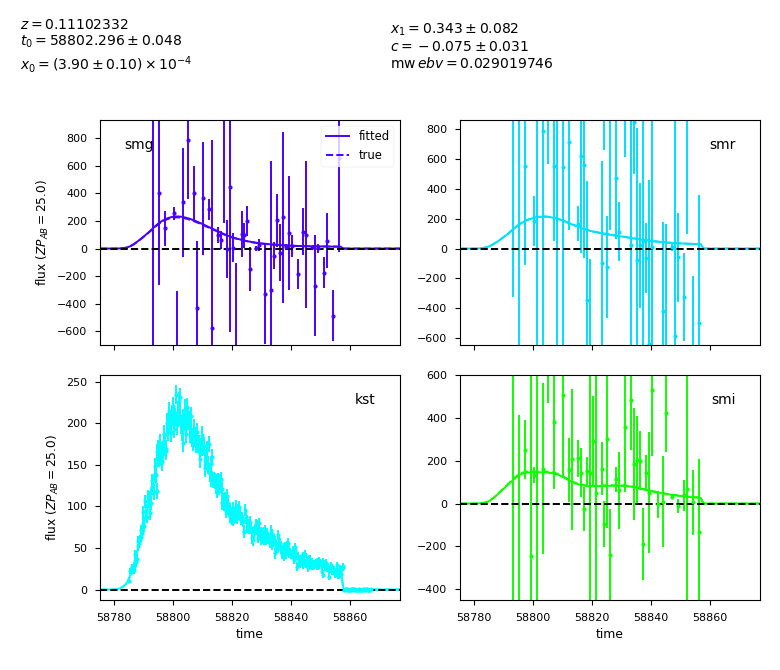 z = 0.11102332
t₀ = 58802.296 ± 0.048
x₀ = (3.90 ± 0.10) × 10⁻⁴
x₁ = 0.343 ± 0.082
c = −0.075 ± 0.031
mw ebv = 0.029019746
smg
fitted
true
800
600
400
200
0
−200
−400
−600
flux (ZP_AB = 25.0)
smr
800
600
400
200
0
−200
−400
−600
kst
250
200
150
100
50
0
flux (ZP_AB = 25.0)
58780 58800 58820 58840 58860
time
smi
600
400
200
0
−200
−400
58780 58800 58820 58840 58860
time